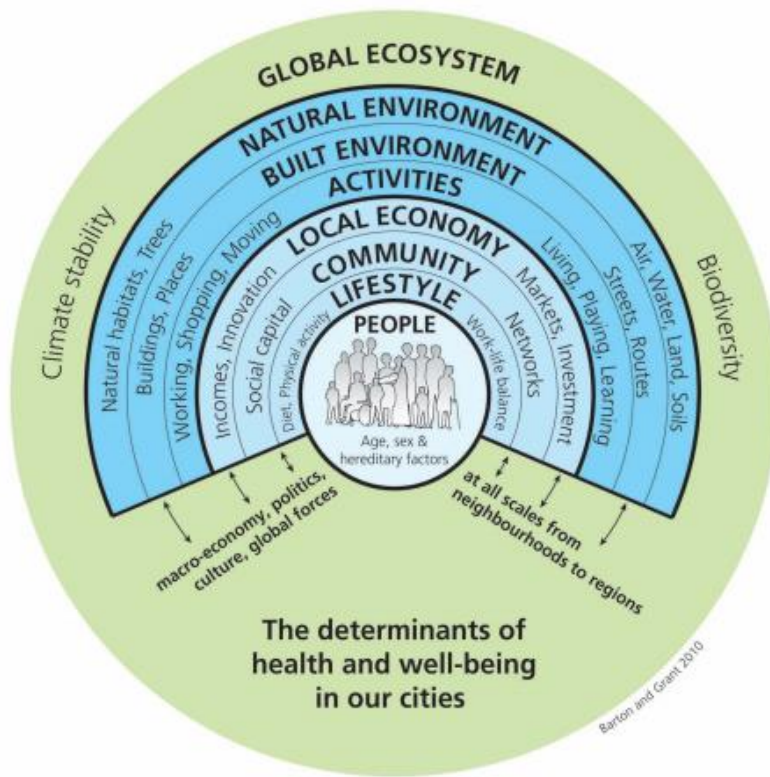 GLOBAL ECOSYSTEM
NATURAL ENVIRONMENT
BUILT ENVIRONMENT
ACTIVITIES
LOCAL ECONOMY
COMMUNITY
LIFESTYLE
PEOPLE
Age, sex &
hereditary factors
Climate stability
Natural habitats, Trees
Buildings, Places
Working, Shopping, Moving
Incomes, Innovation
Social capital
Diet, Physical activity
Work-life balance
Networks
Markets, Investment
Living, Playing, Learning
Streets, Routes
Air, Water, Land, Soils
Biodiversity
macro-economy, politics,
culture, global forces
at all scales from
neighbourhoods to regions
The determinants of
health and well-being
in our cities
Barton and Grant 2010